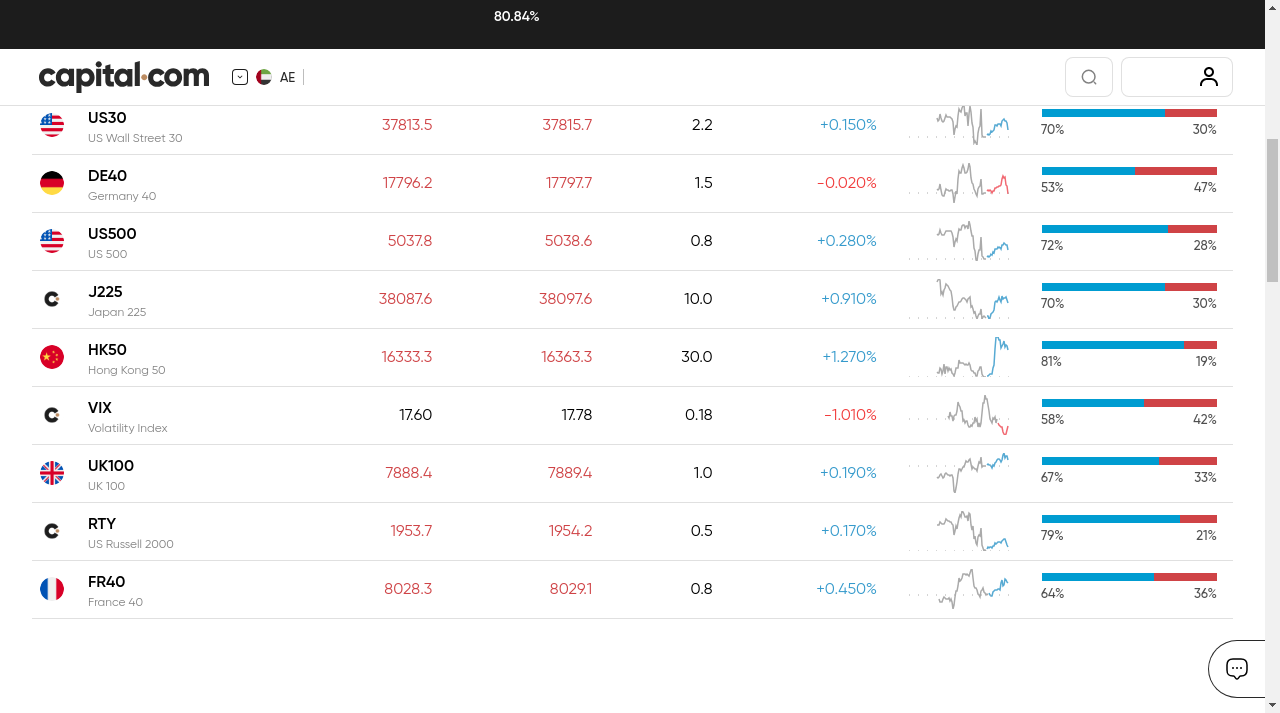 80.84%
capital.com
AE
US30
US Wall Street 30
37813.5 37815.7 2.2 +0.150%
70% 30%
DE40
Germany 40
17796.2 17797.7 1.5 -0.020%
53% 47%
US500
US 500
5037.8 5038.6 0.8 +0.280%
72% 28%
J225
Japan 225
38087.6 38097.6 10.0 +0.910%
70% 30%
HK50
Hong Kong 50
16333.3 16363.3 30.0 +1.270%
81% 19%
VIX
Volatility Index
17.60 17.78 0.18 -1.010%
58% 42%
UK100
UK 100
7888.4 7889.4 1.0 +0.190%
67% 33%
RTY
US Russell 2000
1953.7 1954.2 0.5 +0.170%
79% 21%
FR40
France 40
8028.3 8029.1 0.8 +0.450%
64% 36%